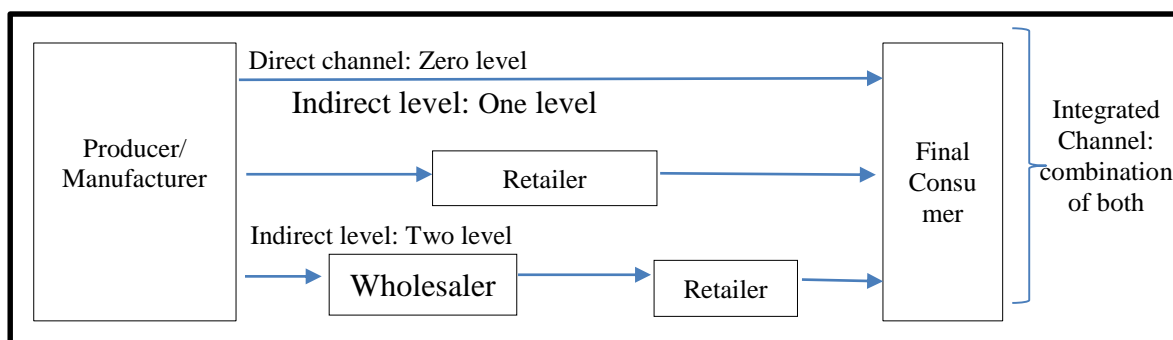 Direct channel: Zero level
Indirect level: One level
Producer/
Manufacturer
Retailer
Indirect level: Two level
Wholesaler
Retailer
Final
Consu
mer
Integrated
Channel:
combination
of both